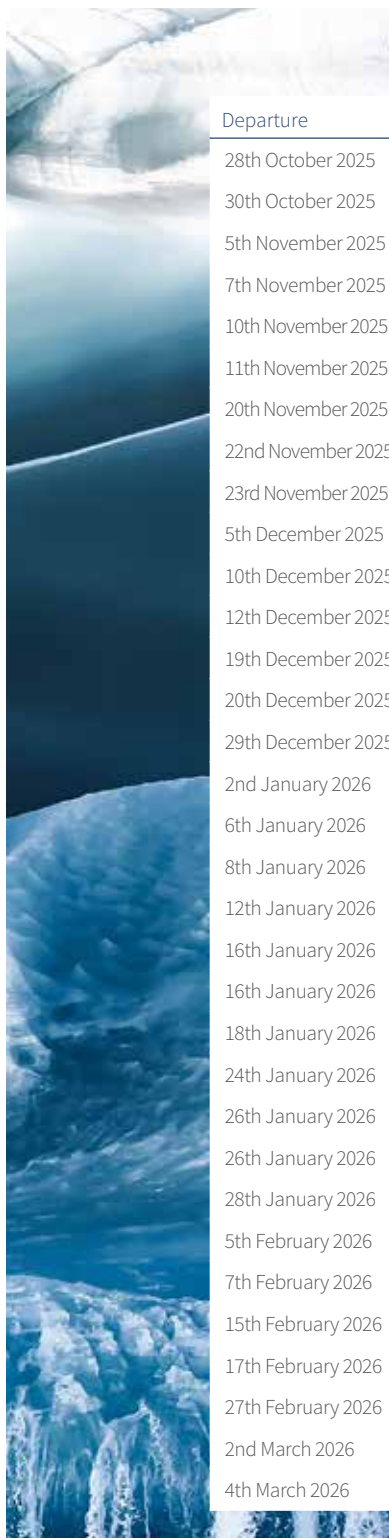 Departure
28th October 2025
30th October 2025
5th November 2025
7th November 2025
10th November 2025
11th November 2025
20th November 2025
22nd November 2025
23rd November 2025
5th December 2025
10th December 2025
12th December 2025
19th December 2025
20th December 2025
29th December 2025
2nd January 2026
6th January 2026
8th January 2026
12th January 2026
16th January 2026
16th January 2026
18th January 2026
24th January 2026
26th January 2026
26th January 2026
28th January 2026
5th February 2026
7th February 2026
15th February 2026
17th February 2026
27th February 2026
2nd March 2026
4th March 2026